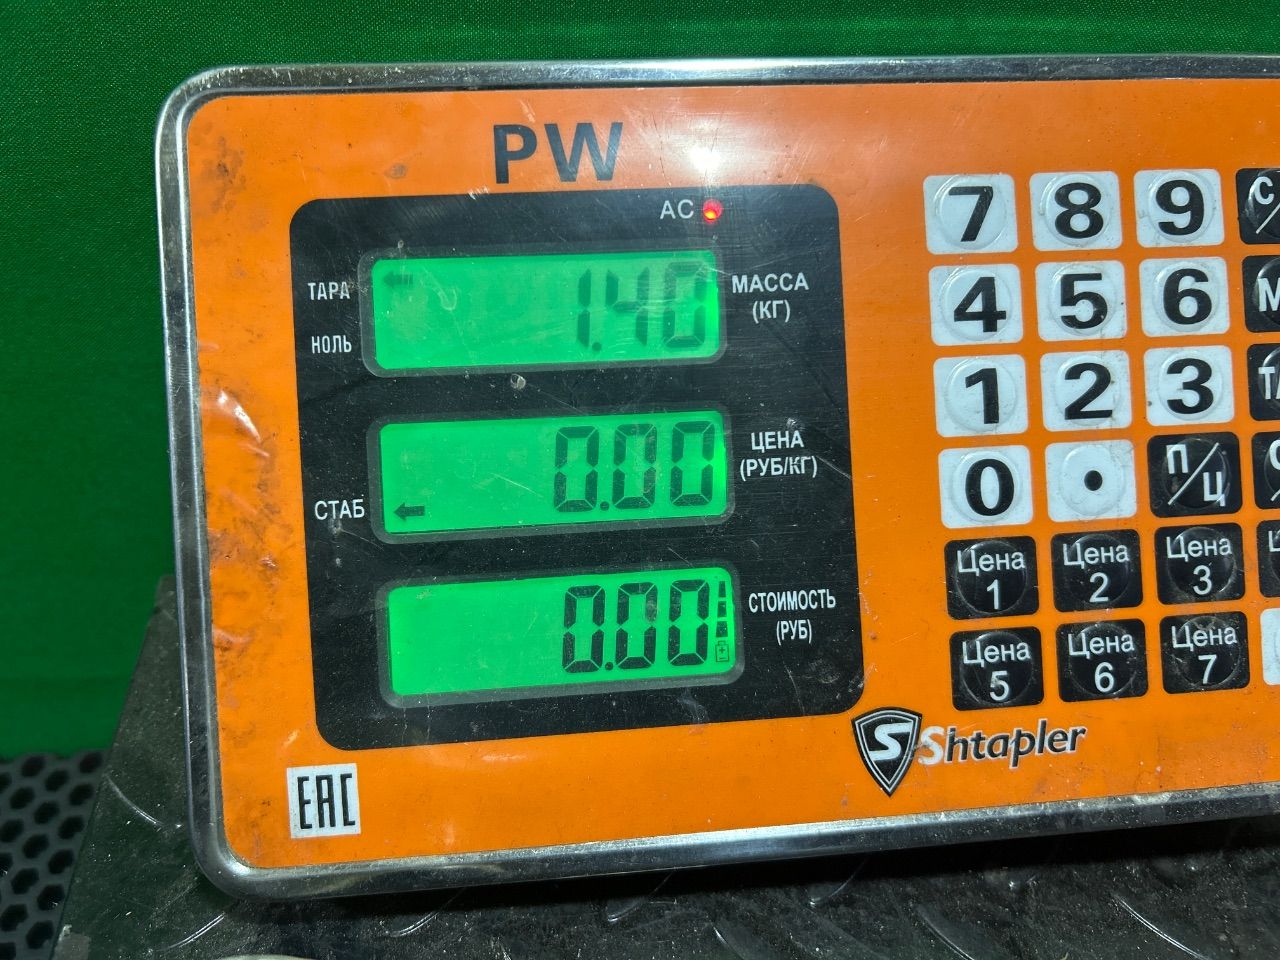 PW
AC
ТАРА
НОЛЬ
1.40
МАССА
(КГ)
СТАБ
0.00
ЦЕНА
(РУБ/КГ)
0.00
СТОИМОСТЬ
(РУБ)
7 8 9
4 5 6
1 2 3
0 . П/Ц
Цена 1 Цена 2 Цена 3
Цена 5 Цена 6 Цена 7
S Shtapler
EAC